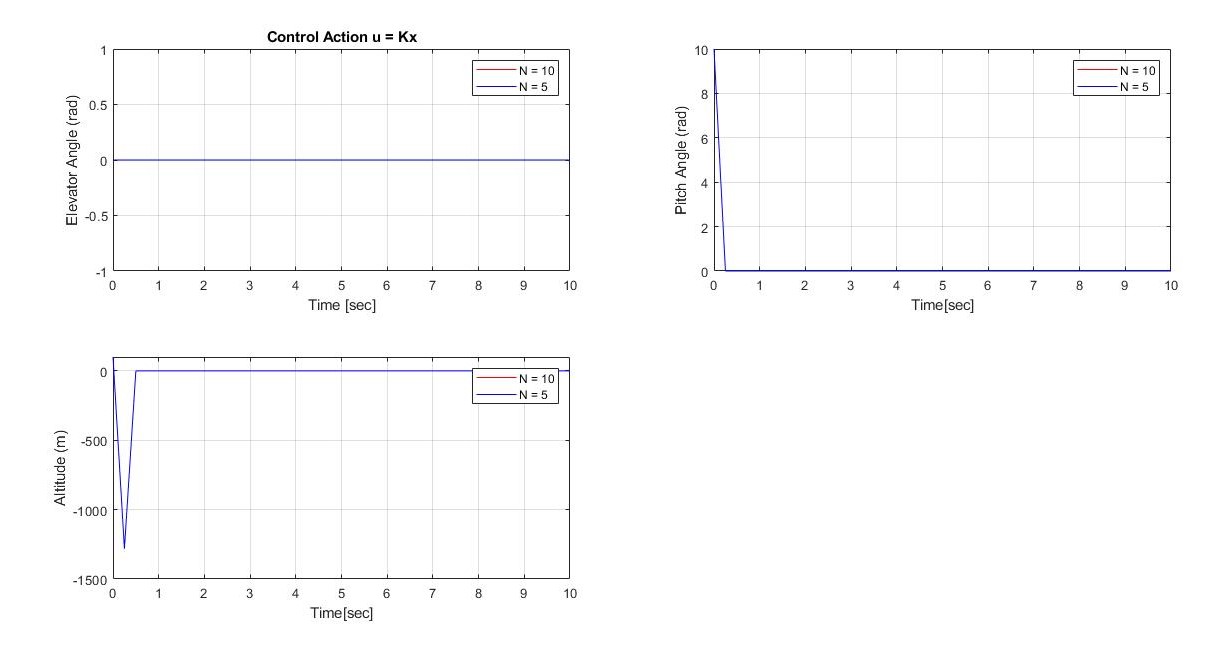 Control Action u = Kx
Elevator Angle (rad)
1
0.5
0
-0.5
-1
0 1 2 3 4 5 6 7 8 9 10
Time [sec]
N = 10
N = 5
Pitch Angle (rad)
10
8
6
4
2
0
0 1 2 3 4 5 6 7 8 9 10
Time[sec]
N = 10
N = 5
Altitude (m)
0
-500
-1000
-1500
0 1 2 3 4 5 6 7 8 9 10
Time[sec]
N = 10
N = 5